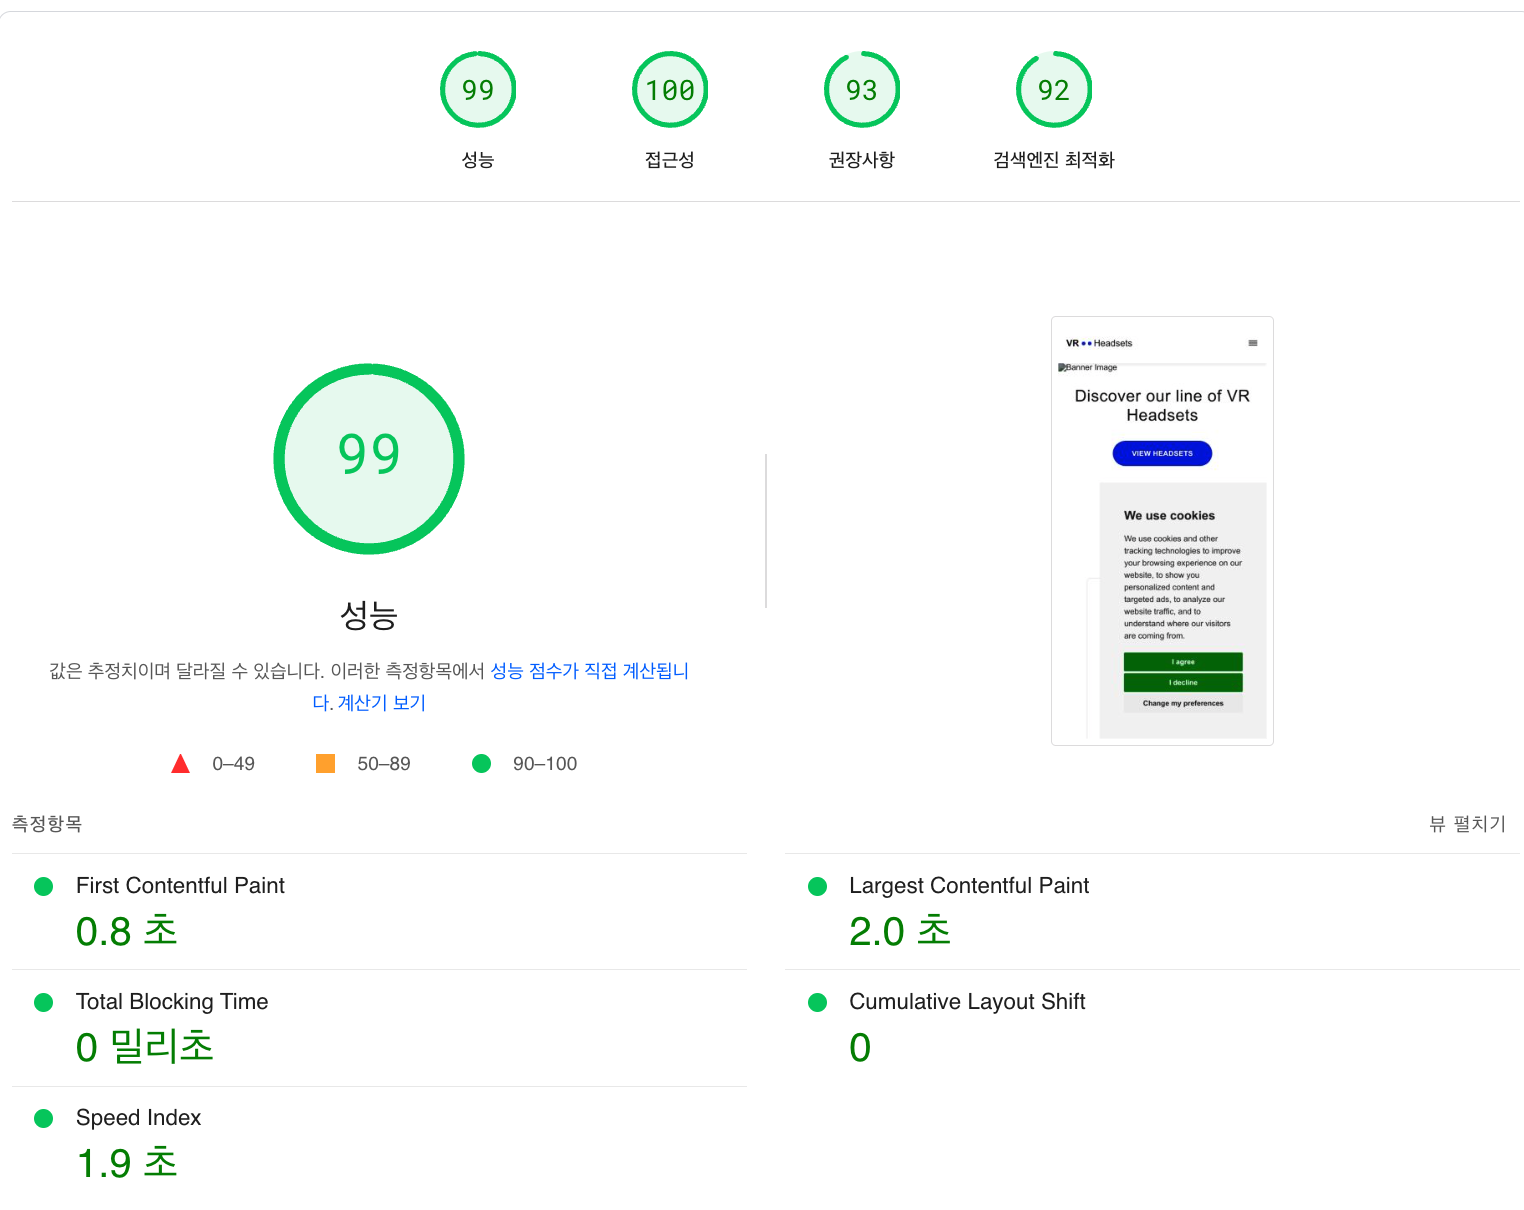 99
100
93
92
성능
접근성
권장사항
검색엔진 최적화
99
성능
값은 추정치이며 달라질 수 있습니다. 이러한 측정항목에서 성능 점수가 직접 계산됩니
다. 계산기 보기
0–49
50–89
90–100
VR Headsets
Banner Image
Discover our line of VR
Headsets
VIEW HEADSETS
We use cookies
We use cookies and other
tracking technologies to improve
your browsing experience on our
website, to show you
personalized content and
targeted ads, to analyze our
website traffic, and to
understand where our visitors
are coming from.
I agree
I decline
Change my preferences
측정항목
뷰 펼치기
First Contentful Paint
0.8 초
Largest Contentful Paint
2.0 초
Total Blocking Time
0 밀리초
Cumulative Layout Shift
0
Speed Index
1.9 초